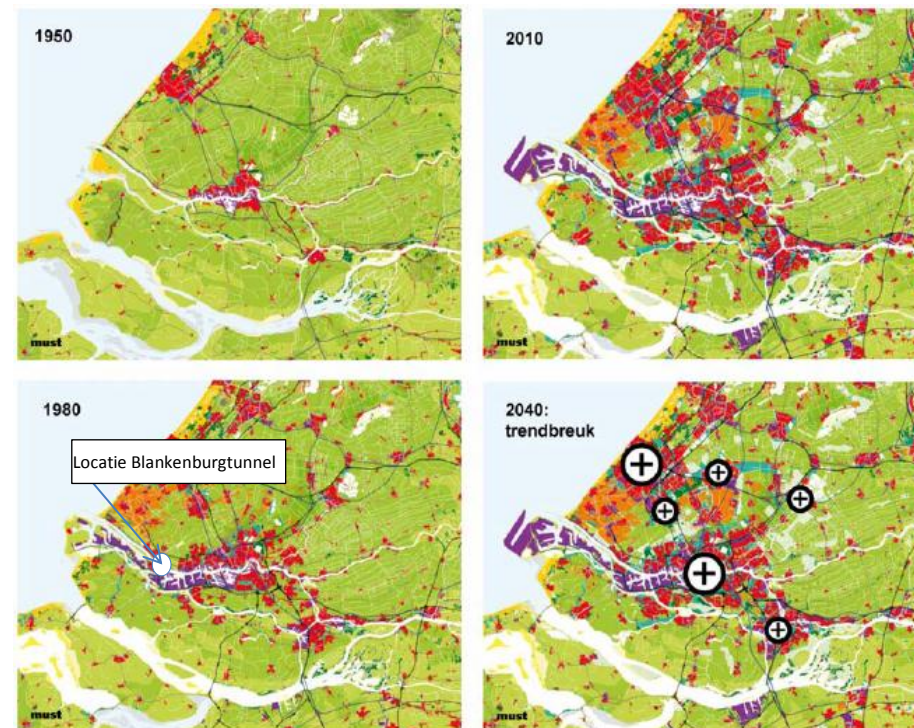 1950
must
2010
must
1980
Locatie Blankenburgtunnel
must
2040:
trendbreuk
must